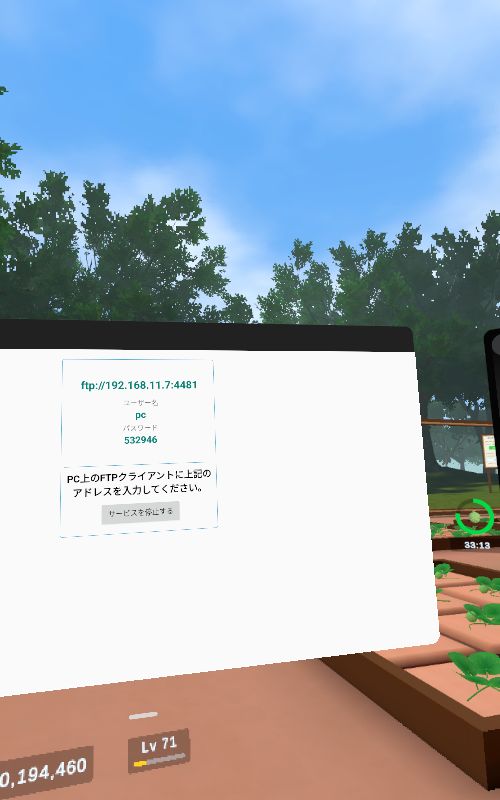 ftp://192.168.11.7:4481
ユーザー名
pc
パスワード
532946
PC上のFTPクライアントに上記の
アドレスを入力してください。
サービスを停止する
33:13
0,194,460
Lv 71